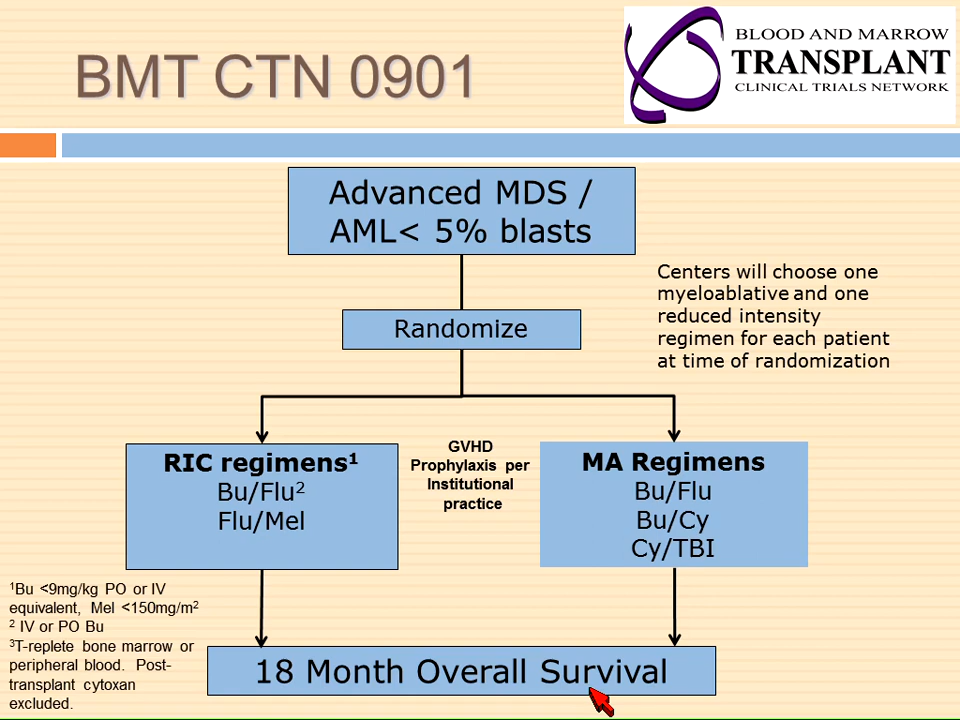 BMT CTN 0901
BLOOD AND MARROW
TRANSPLANT
CLINICAL TRIALS NETWORK
Advanced MDS /
AML< 5% blasts
Centers will choose one
myeloablative and one
reduced intensity
regimen for each patient
at time of randomization
Randomize
RIC regimens¹
Bu/Flu²
Flu/Mel
GVHD
Prophylaxis per
Institutional
practice
MA Regimens
Bu/Flu
Bu/Cy
Cy/TBI
¹Bu <9mg/kg PO or IV
equivalent, Mel <150mg/m²
² IV or PO Bu
³T-replete bone marrow or
peripheral blood. Post-
transplant cytoxan
excluded.
18 Month Overall Survival